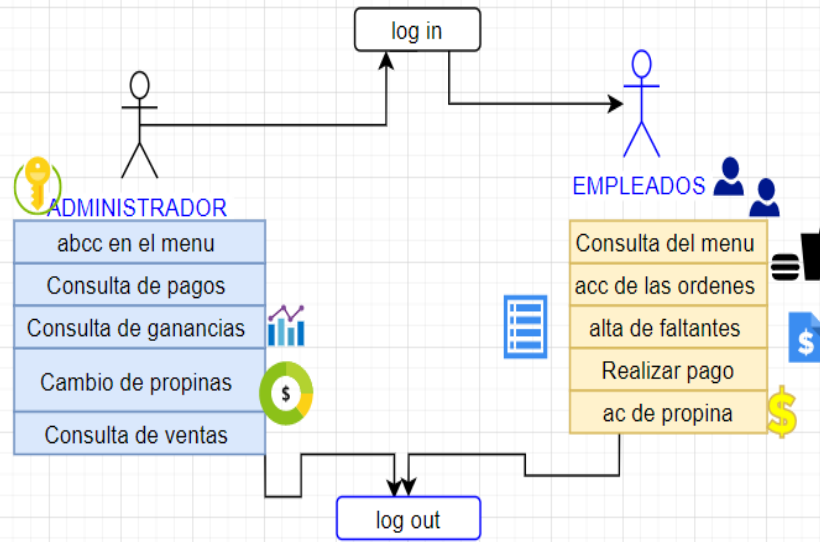 log in
ADMINISTRADOR
abcc en el menu
Consulta de pagos
Consulta de ganancias
Cambio de propinas
Consulta de ventas
$
EMPLEADOS
Consulta del menu
acc de las ordenes
alta de faltantes
Realizar pago
ac de propina
$
$
log out